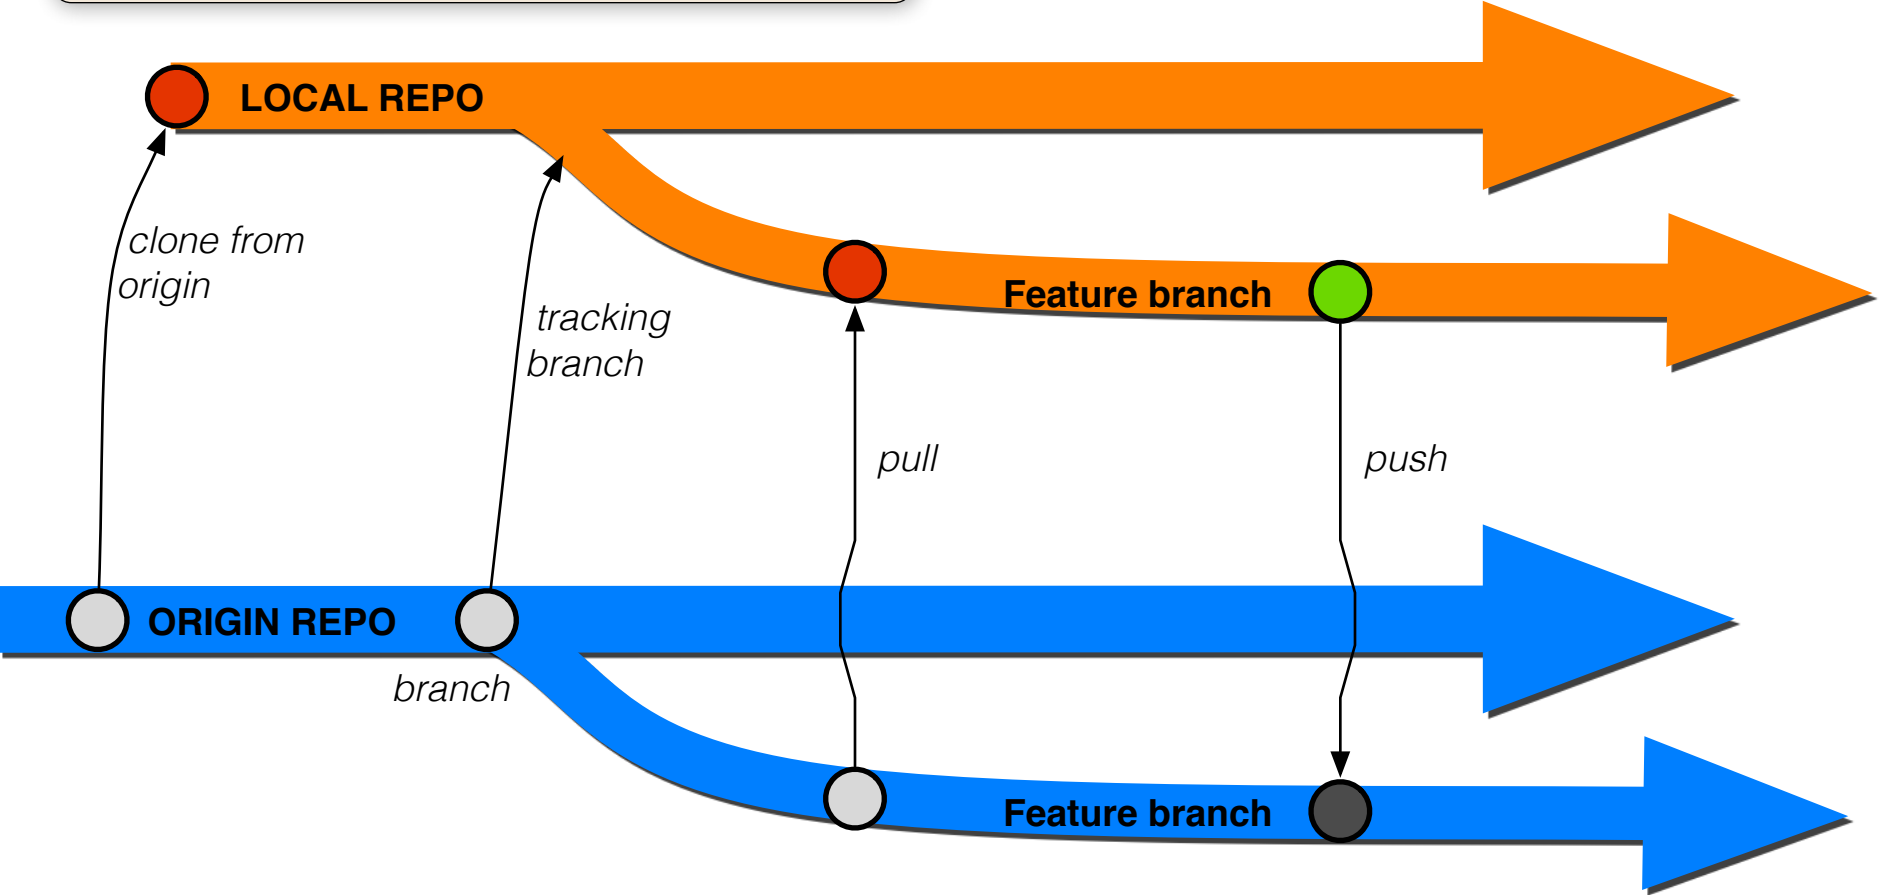 LOCAL REPO
clone from
origin
tracking
branch
Feature branch
pull
push
ORIGIN REPO
branch
Feature branch